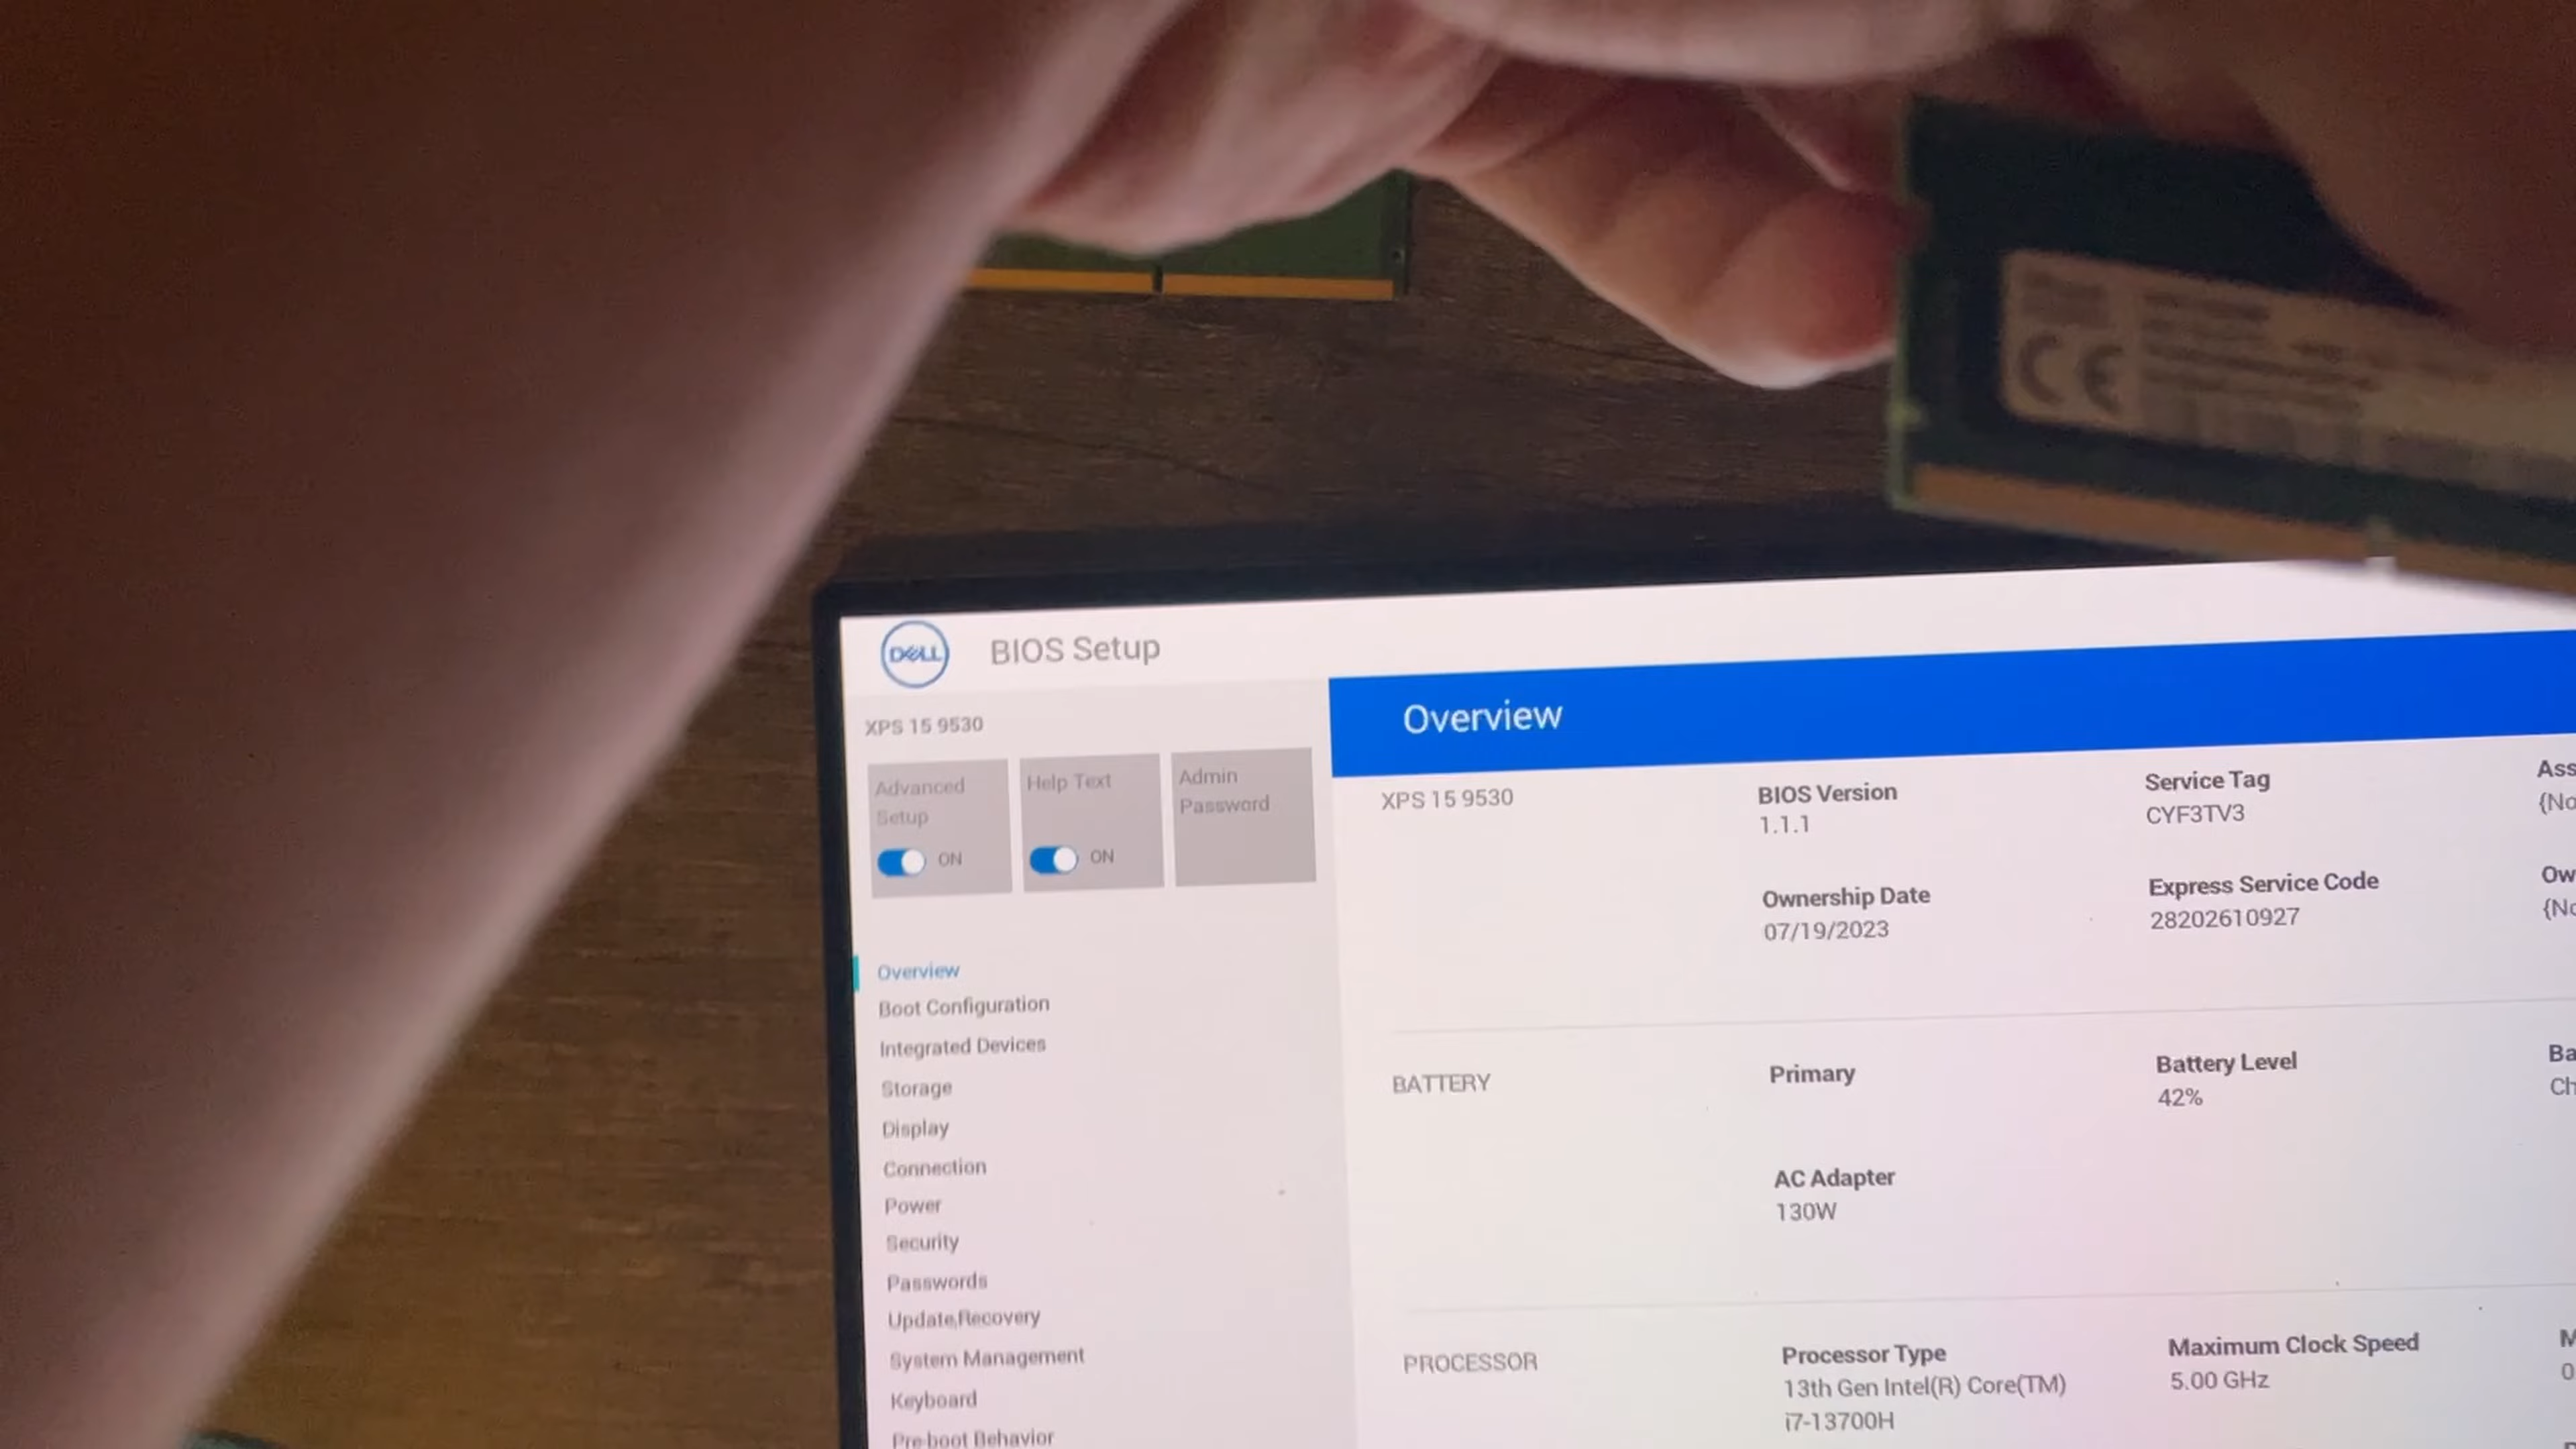 CE
DELL
BIOS Setup
XPS 15 9530
Advanced
Setup
ON
Help Text
ON
Admin
Password
Overview
Boot Configuration
Integrated Devices
Storage
Display
Connection
Power
Security
Passwords
Update,Recovery
System Management
Keyboard
Pre-boot Behavior
Overview
XPS 15 9530
BIOS Version
1.1.1
Service Tag
CYF3TV3
Ownership Date
07/19/2023
Express Service Code
28202610927
BATTERY
Primary
Battery Level
42%
AC Adapter
130W
PROCESSOR
Processor Type
13th Gen Intel(R) Core(TM)
i7-13700H
Maximum Clock Speed
5.00 GHz